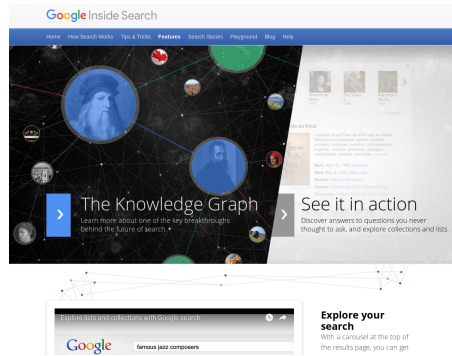 Google Inside Search
Home How Search Works Tips & Tricks Features Search Stories Playground Blog Help
The Knowledge Graph
Learn more about one of the key breakthroughs
behind the future of search.
See it in action
Discover answers to questions you never
thought to ask, and explore collections and lists.
Explore lists and collections with Google search
Google
famous jazz composers
Explore your
search
With a carousel at the top of
the results page, you can get